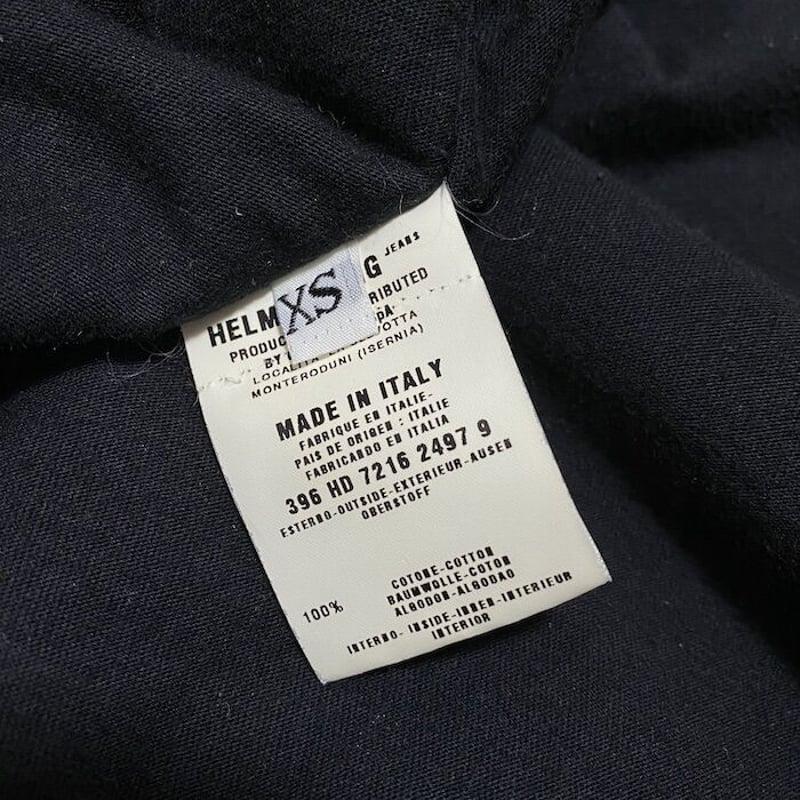 JEANS
XS
HELM G
PRODUC RIBUTED
BY
LOCALITA' LA OTTA
MONTERODUNI (ISERNIA)
MADE IN ITALY
FABRIQUE EN ITALIE-
PAIS DE ORIGEN : ITALIE
FABRICANDO EN ITALIA
396 HD 7216 2497 9
ESTERNO-OUTSIDE-EXTERIEUR-AUSEN
OBERSTOFF
COTONE-COTTON
BAUMWOLLE-COTON
100% ALGODON-ALGODAO
INTERNO- INSIDE-INNEN-INTERIEUR
INTERIOR